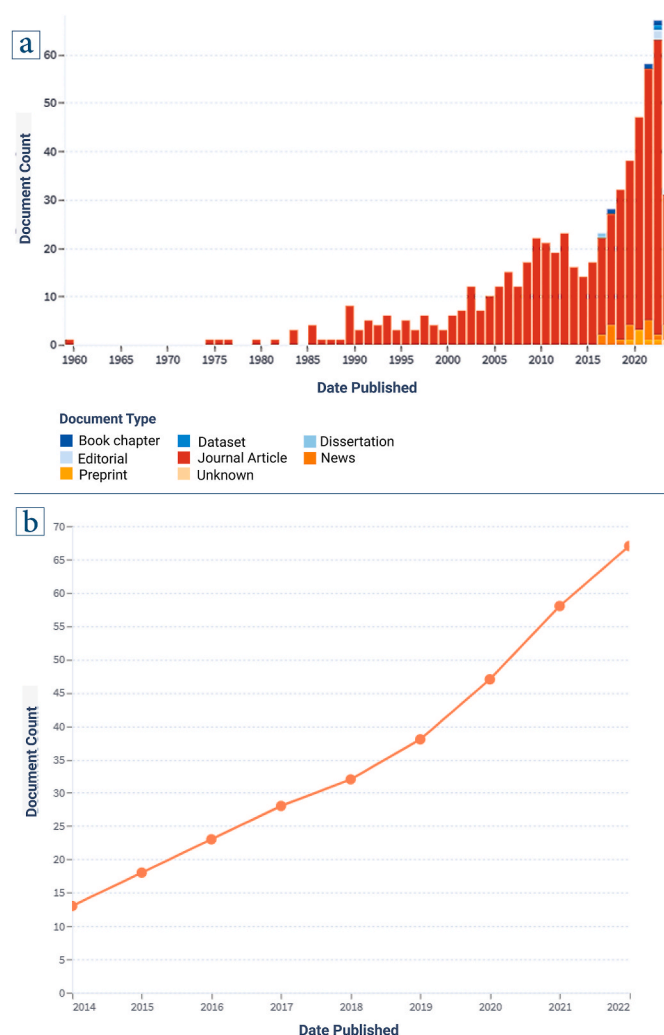 a
60
50
40
30
20
10
0
Document Count
1960 1965 1970 1975 1980 1985 1990 1995 2000 2005 2010 2015 2020
Date Published
Document Type
Book chapter Dataset Dissertation
Editorial Journal Article News
Preprint Unknown
b
70
65
60
55
50
45
40
35
30
25
20
15
10
5
0
Document Count
2014 2015 2016 2017 2018 2019 2020 2021 2022
Date Published